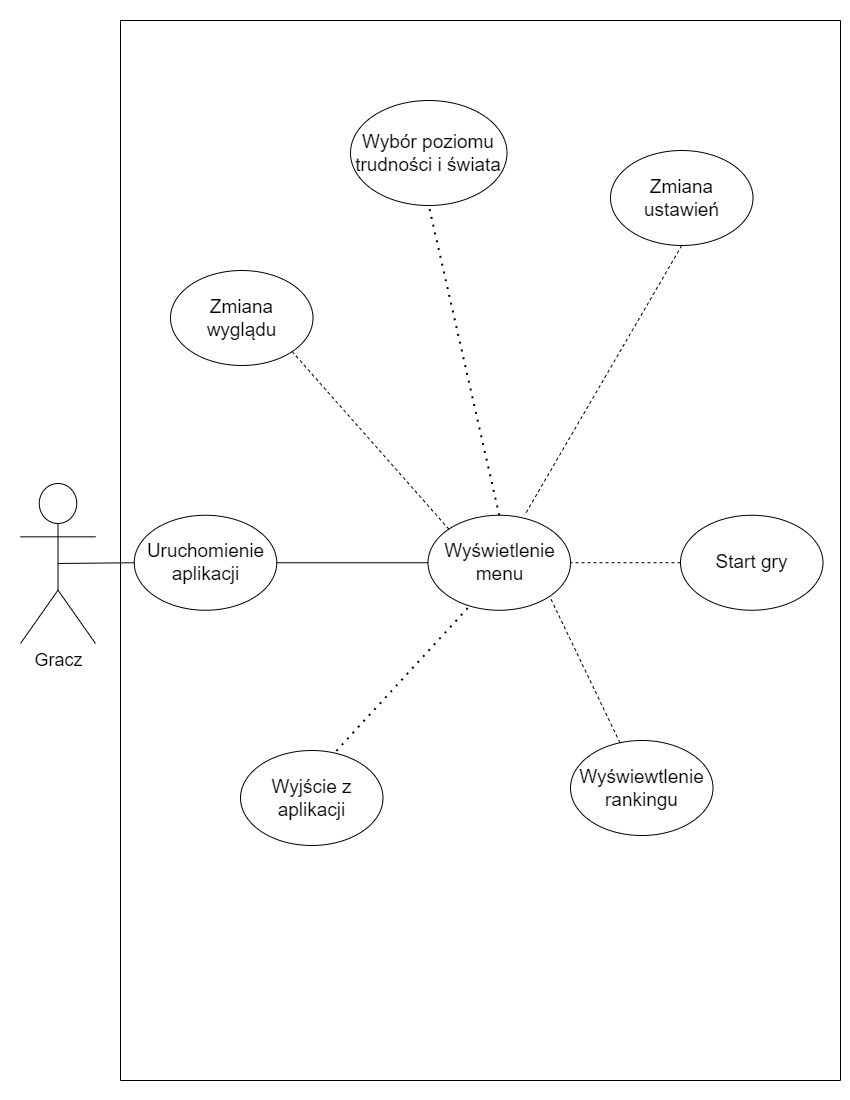 Wybór poziomu
trudności i świata
Zmiana
ustawień
Zmiana
wyglądu
Uruchomienie
aplikacji
Wyświetlenie
menu
Start gry
Gracz
Wyjście z
aplikacji
Wyświewtlenie
rankingu